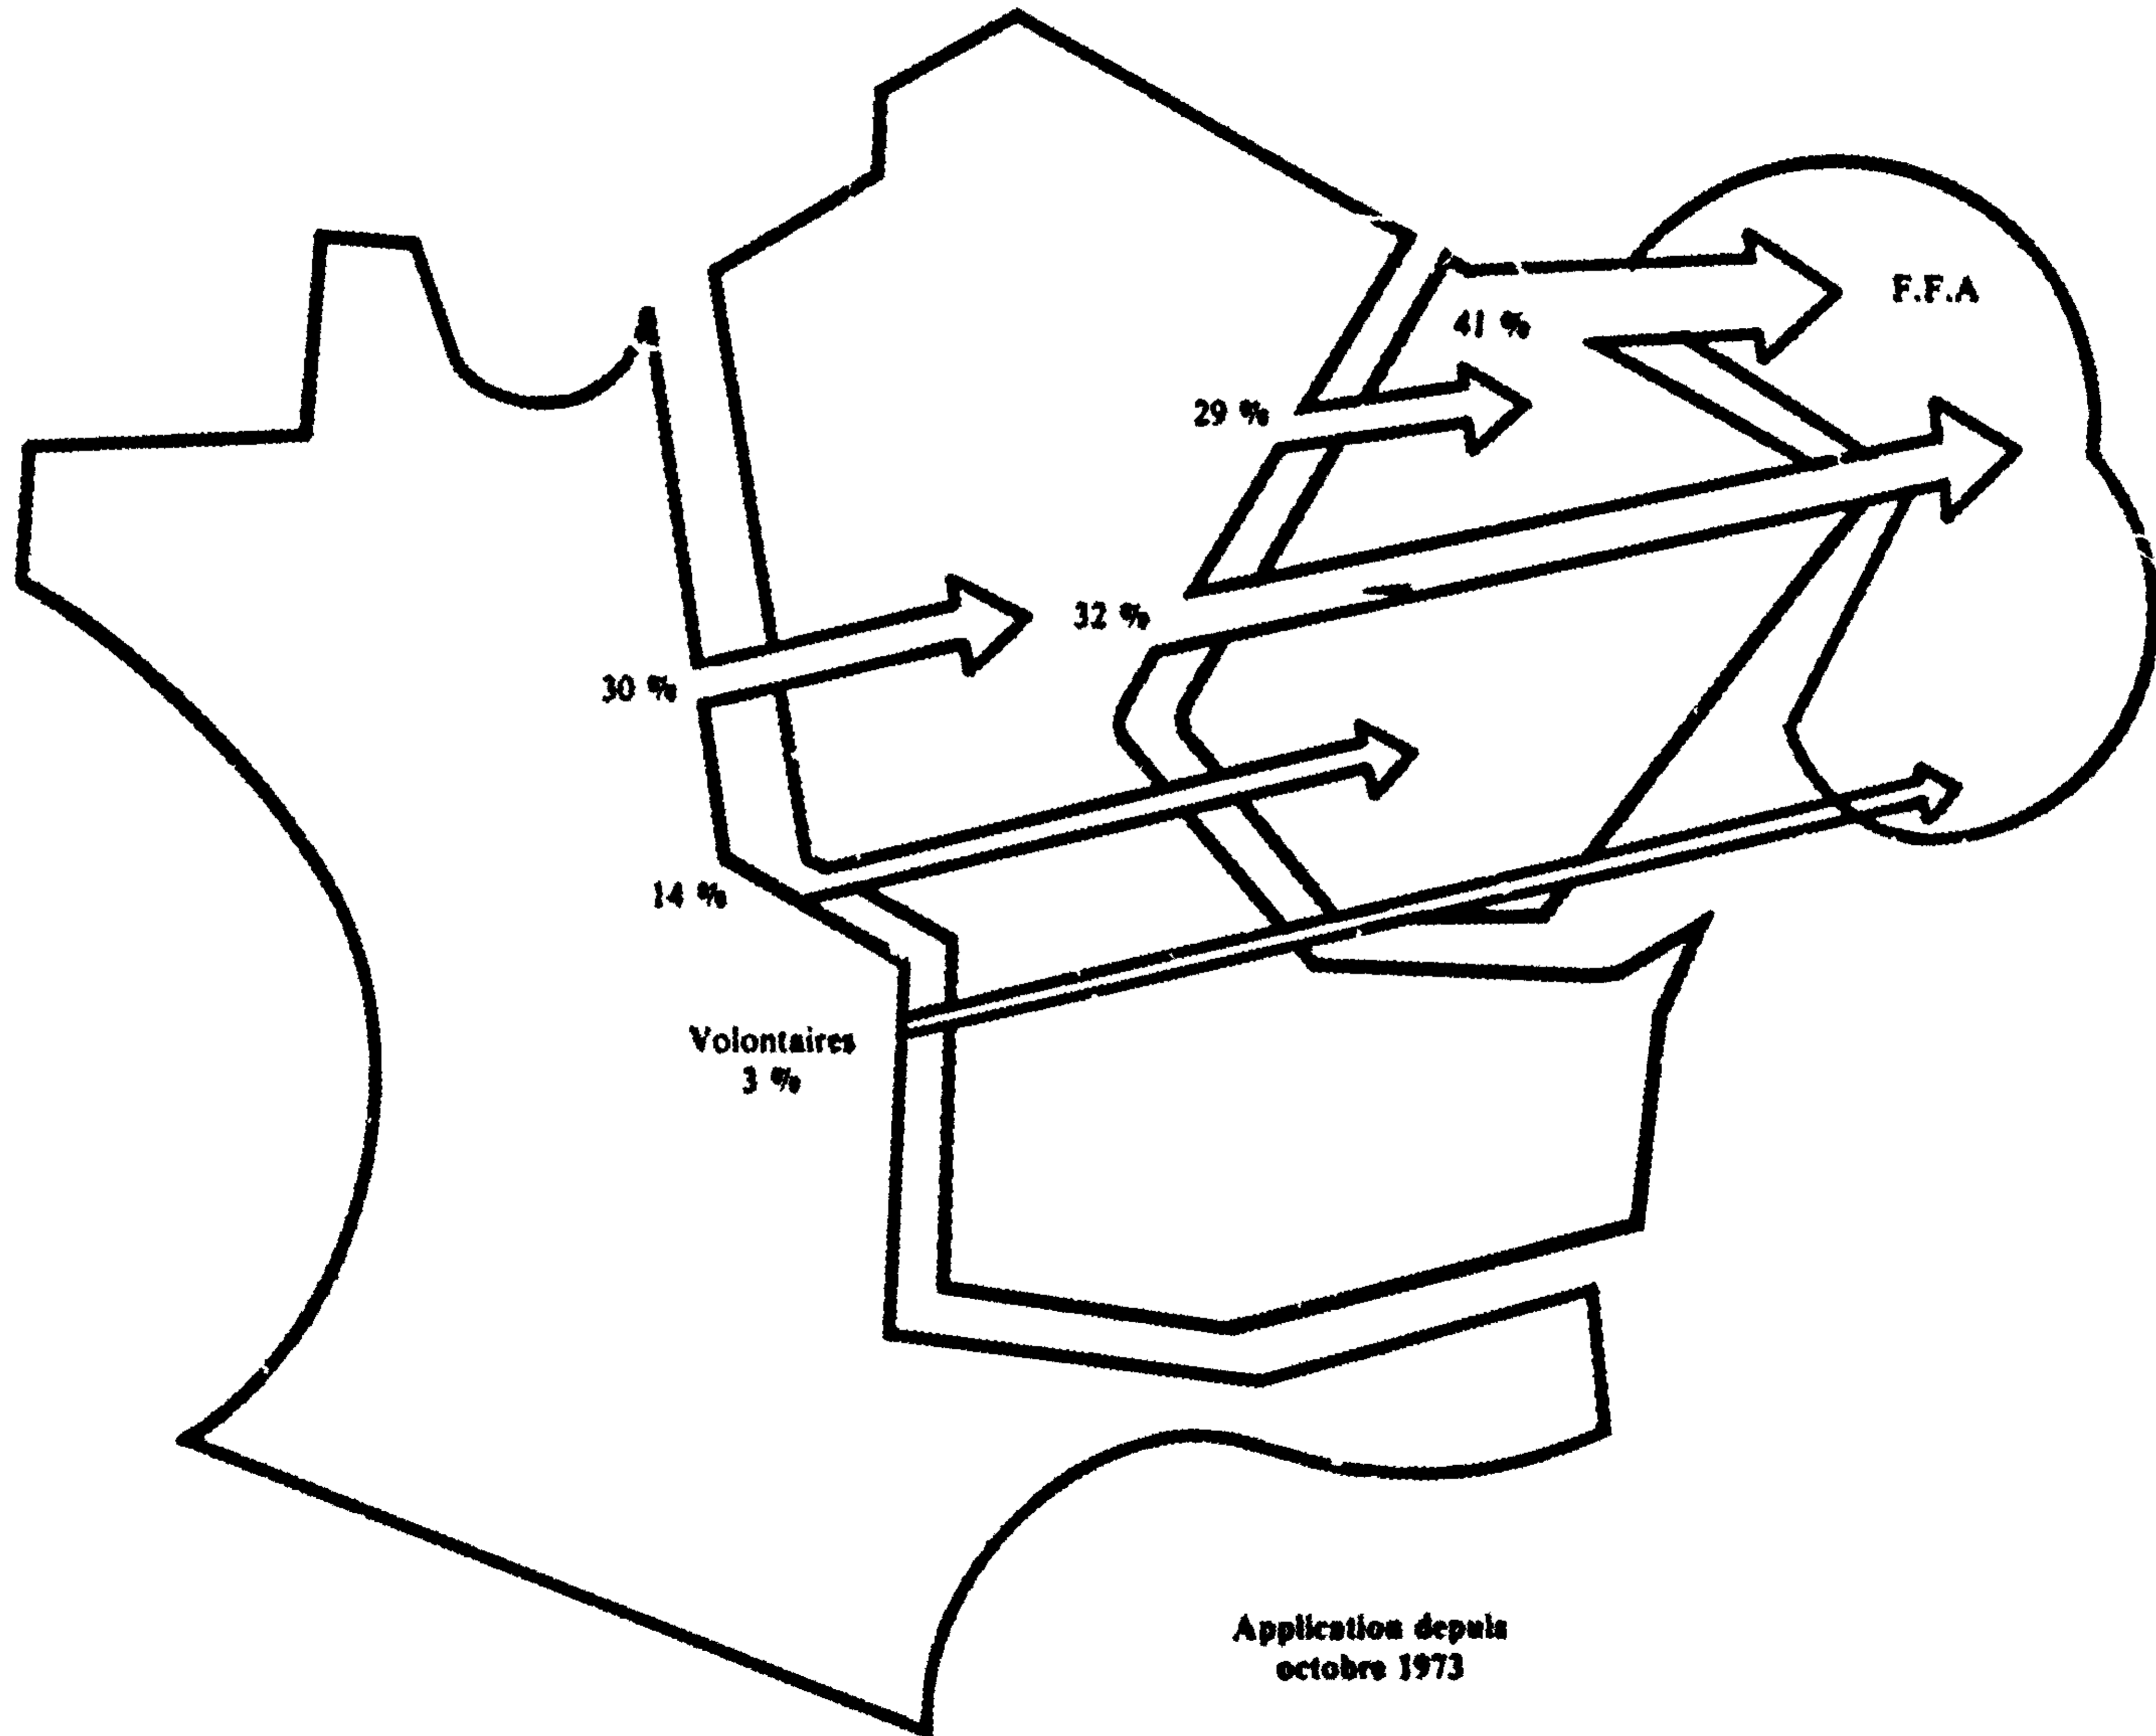 F.F.A
41 %
29 %
32 %
30 %
14 %
Volontaires
3 %
Application depuis
octobre 1973